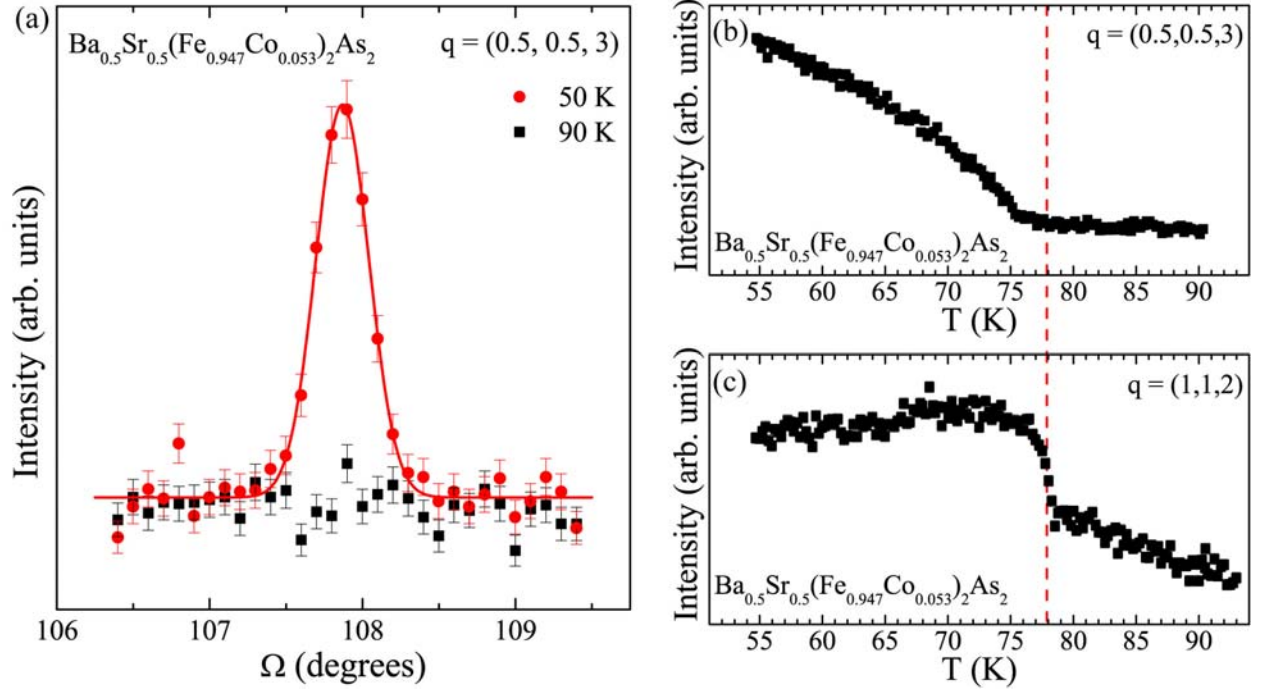 (a)
Ba0.5Sr0.5(Fe0.947Co0.053)2As2 q = (0.5, 0.5, 3)
50 K
90 K
Intensity (arb. units)
106 107 108 109
Ω (degrees)
(b) q = (0.5,0.5,3)
Intensity (arb. units)
Ba0.5Sr0.5(Fe0.947Co0.053)2As2
55 60 65 70 75 80 85 90
T (K)
(c) q = (1,1,2)
Intensity (arb. units)
Ba0.5Sr0.5(Fe0.947Co0.053)2As2
55 60 65 70 75 80 85 90
T (K)